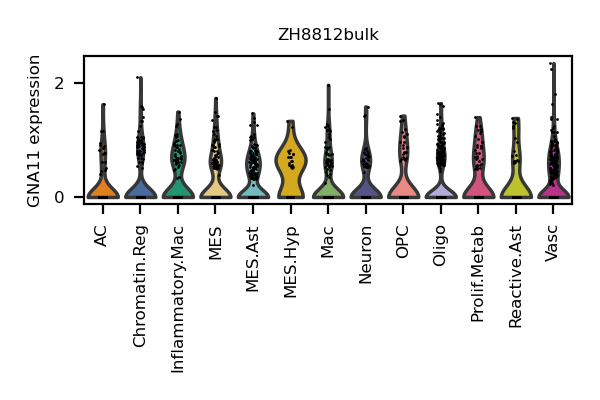 ZH8812bulk
GNA11 expression
2
0
AC
Chromatin.Reg
Inflammatory.Mac
MES
MES.Ast
MES.Hyp
Mac
Neuron
OPC
Oligo
Prolif.Metab
Reactive.Ast
Vasc